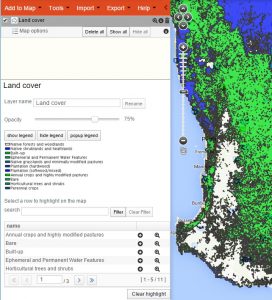 Add to Map Tools Import Export Help
Land cover
Map options Delete all Show all Hide all
Land cover
Layer name Land cover Rename
Opacity 75%
show legend hide legend popup legend
Native forests and woodlands
Native shrublands and heathlands
Built-up
Ephemeral and Permanent Water Features
Native grasslands and minimally modified pastures
Plantation (hardwood)
Plantation (softwood/mixed)
Annual crops and highly modified pastures
Bare
Horticultural trees and shrubs
Perennial crops
Select a row to highlight on the map
search Filter Clear Filter
name
Annual crops and highly modified pastures
Bare
Built-up
Ephemeral and Permanent Water Features
Horticultural trees and shrubs
1 / 3 [1 - 5 / 11]
Clear highlight